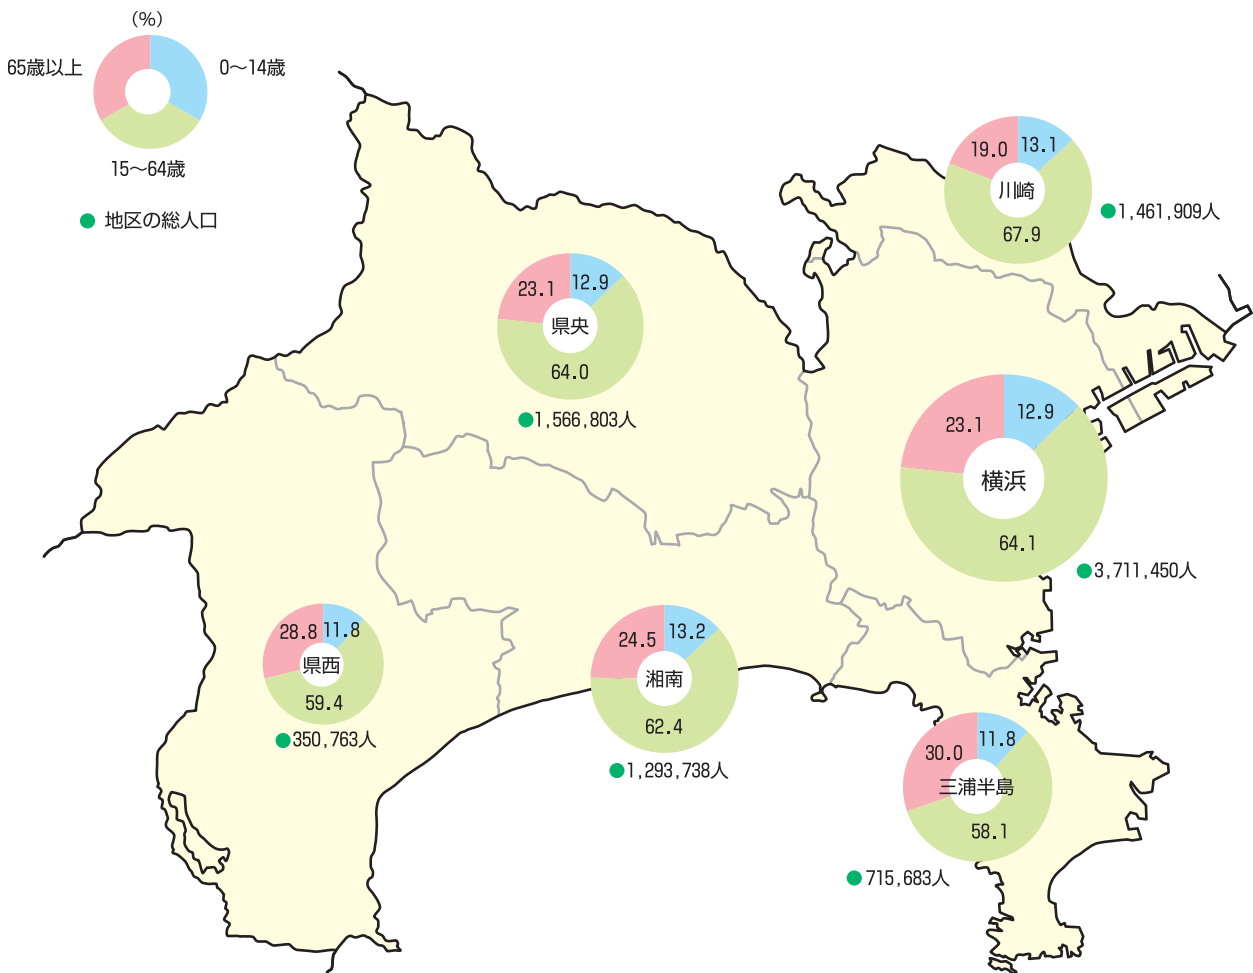 （%）
65歳以上
0〜14歳
15〜64歳
地区の総人口
19.0
13.1
川崎
67.9
1,461,909人
23.1
12.9
県央
64.0
1,566,803人
23.1
12.9
横浜
64.1
3,711,450人
28.8
11.8
県西
59.4
350,763人
24.5
13.2
湘南
62.4
1,293,738人
30.0
11.8
三浦半島
58.1
715,683人